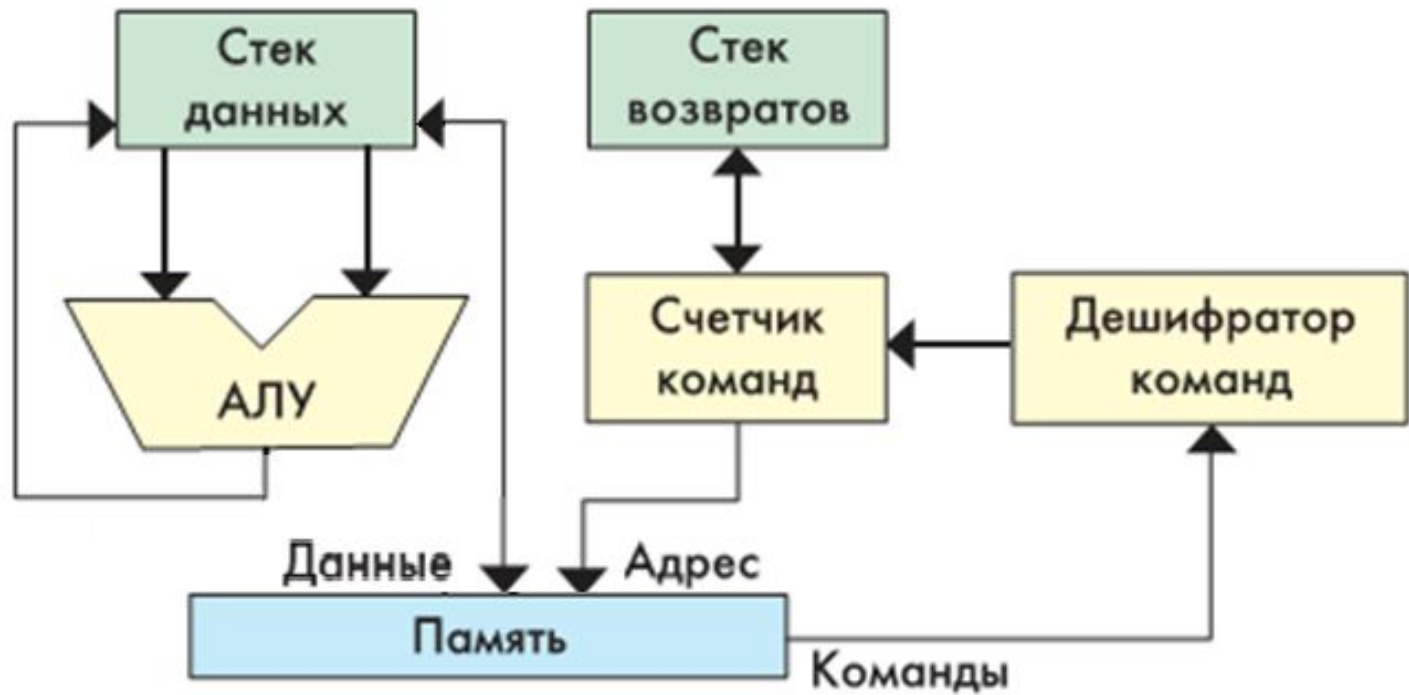 Стек
данных
Стек
возвратов
Счетчик
команд
Дешифратор
команд
АЛУ
Данные
Адрес
Память
Команды